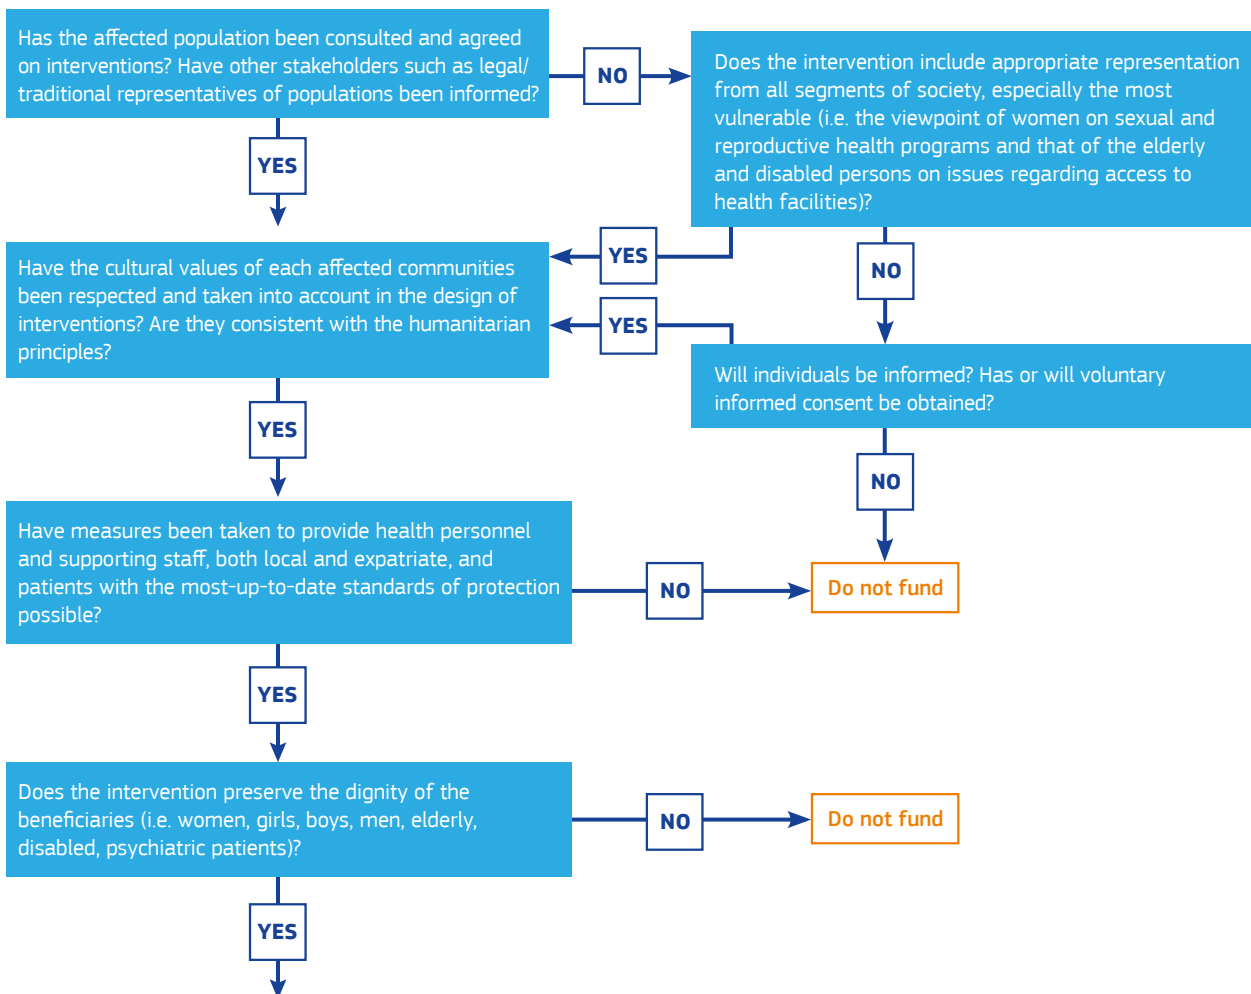 Has the affected population been consulted and agreed
on interventions? Have other stakeholders such as legal/
traditional representatives of populations been informed?
NO
Does the intervention include appropriate representation
from all segments of society, especially the most
vulnerable (i.e. the viewpoint of women on sexual and
reproductive health programs and that of the elderly
and disabled persons on issues regarding access to
health facilities)?
YES
YES
NO
Have the cultural values of each affected communities
been respected and taken into account in the design of
interventions? Are they consistent with the humanitarian
principles?
YES
Will individuals be informed? Has or will voluntary
informed consent be obtained?
YES
NO
Have measures been taken to provide health personnel
and supporting staff, both local and expatriate, and
patients with the most-up-to-date standards of protection
possible?
NO
Do not fund
YES
Does the intervention preserve the dignity of the
beneficiaries (i.e. women, girls, boys, men, elderly,
disabled, psychiatric patients)?
NO
Do not fund
YES